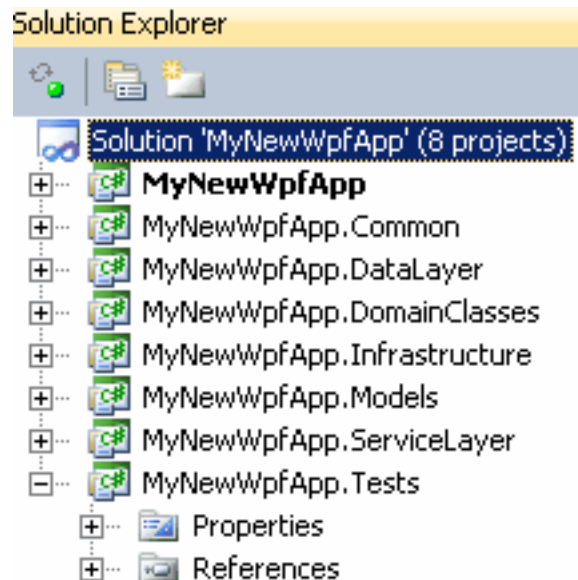 Solution Explorer
Solution 'MyNewWpfApp' (8 projects)
MyNewWpfApp
MyNewWpfApp.Common
MyNewWpfApp.DataLayer
MyNewWpfApp.DomainClasses
MyNewWpfApp.Infrastructure
MyNewWpfApp.Models
MyNewWpfApp.ServiceLayer
MyNewWpfApp.Tests
Properties
References